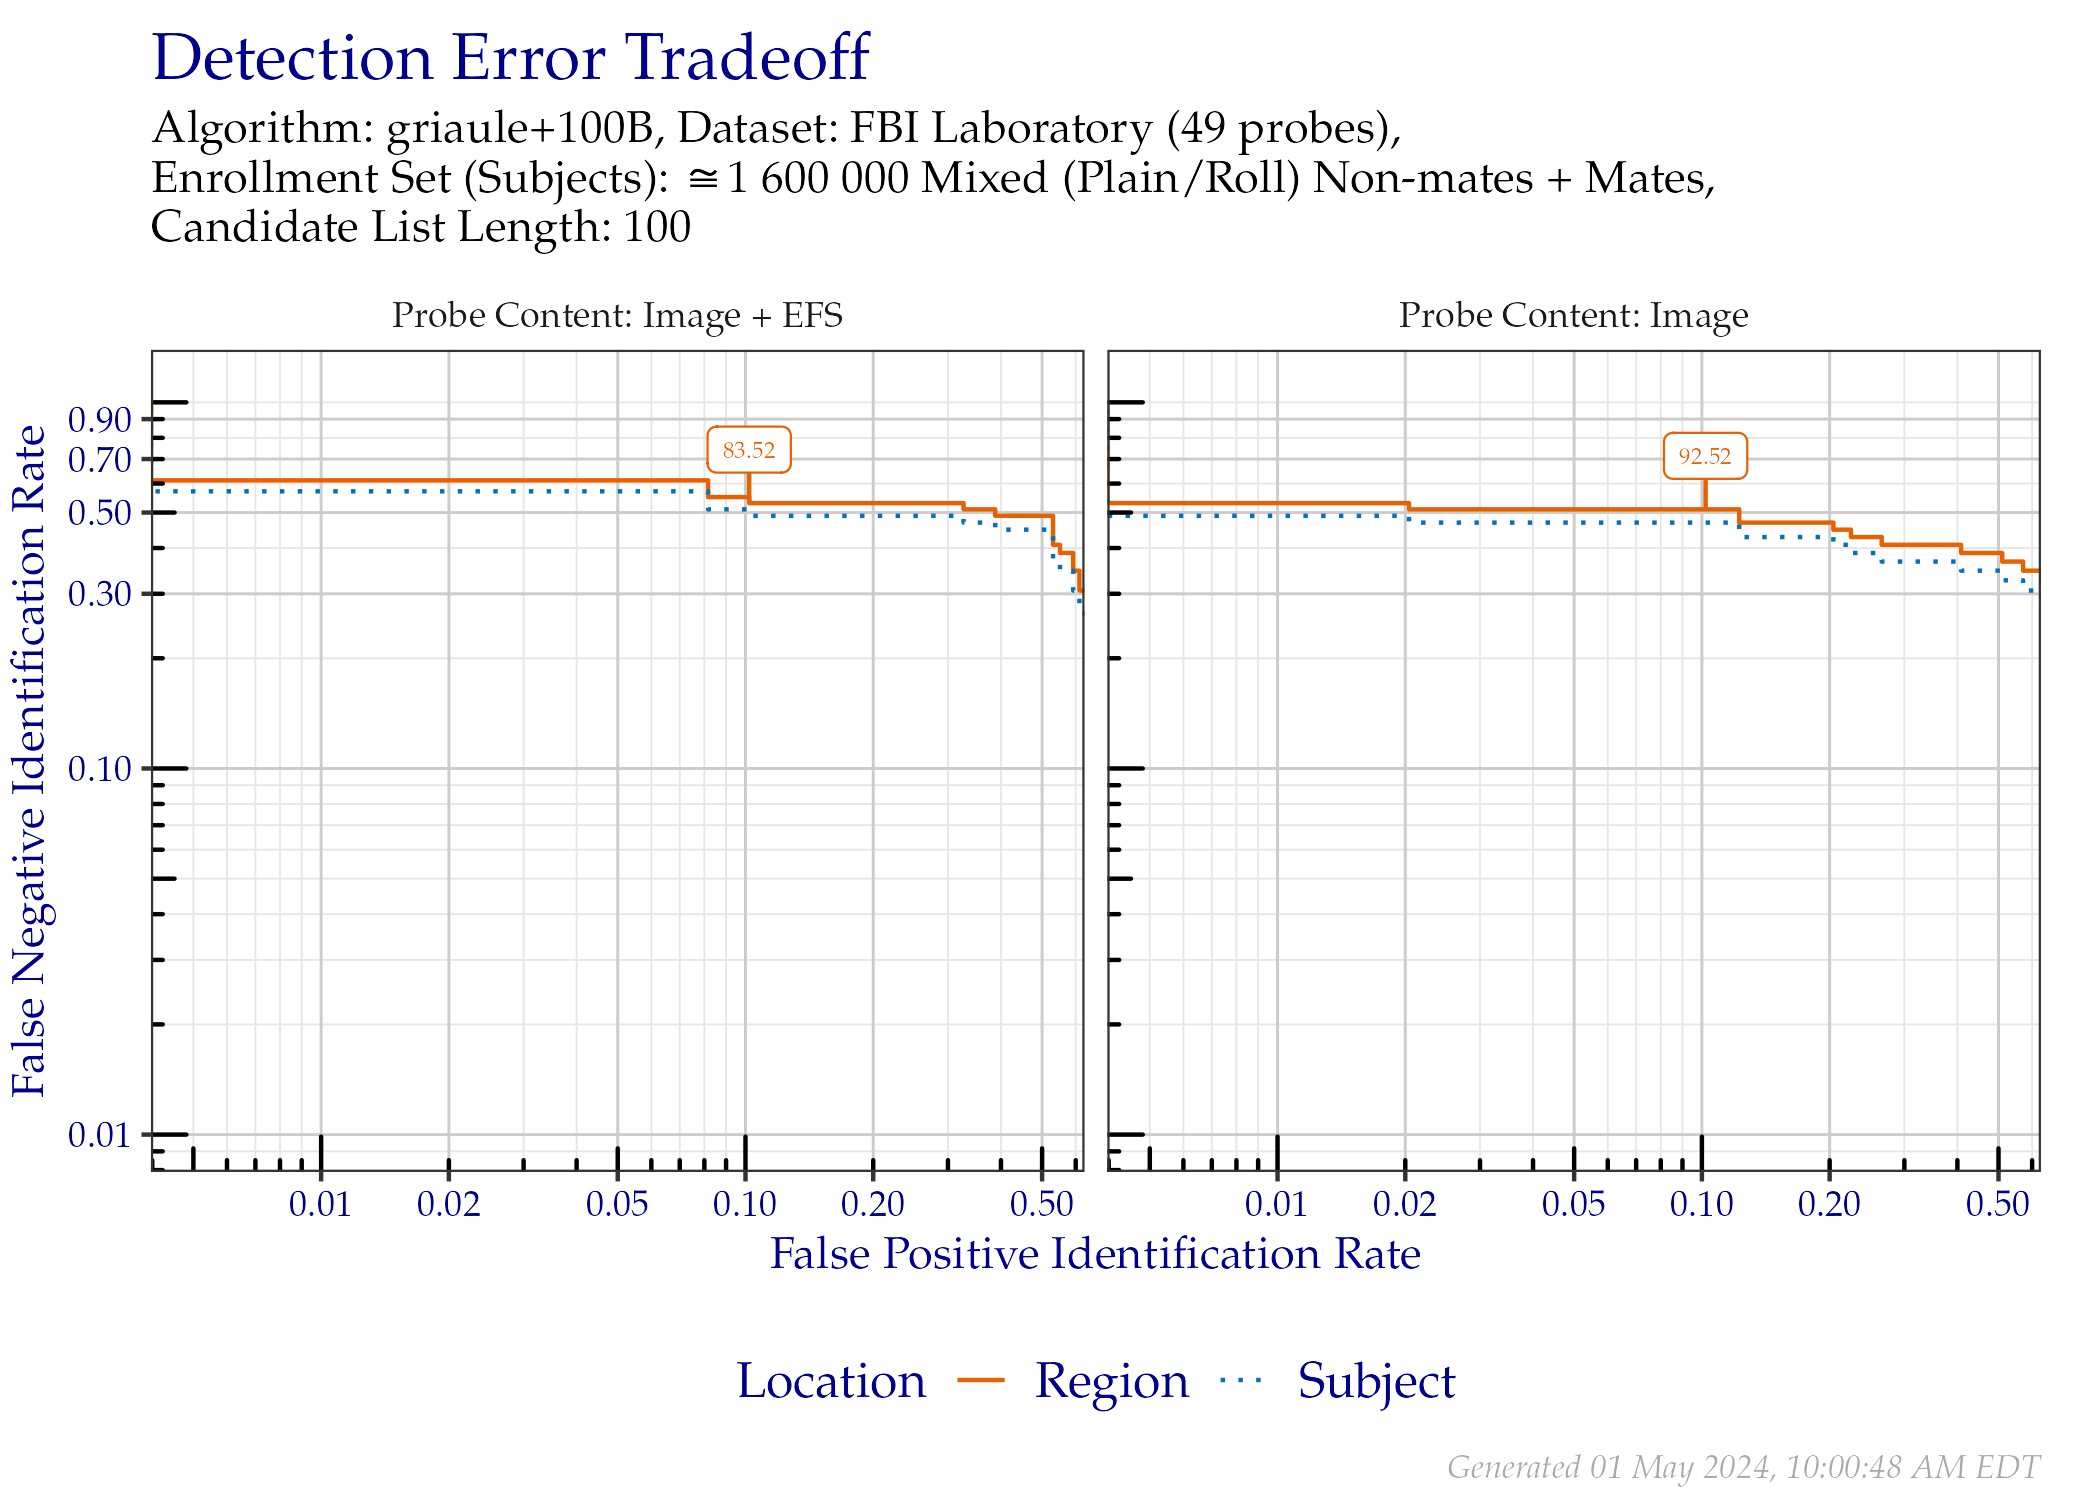 Detection Error Tradeoff
Algorithm: griaule+100B, Dataset: FBI Laboratory (49 probes),
Enrollment Set (Subjects): ≅1 600 000 Mixed (Plain/Roll) Non-mates + Mates,
Candidate List Length: 100
Probe Content: Image + EFS
Probe Content: Image
False Negative Identification Rate
0.90
0.70
0.50
0.30
0.10
0.01
83.52
92.52
0.01 0.02 0.05 0.10 0.20 0.50
0.01 0.02 0.05 0.10 0.20 0.50
False Positive Identification Rate
Location Region Subject
Generated 01 May 2024, 10:00:48 AM EDT